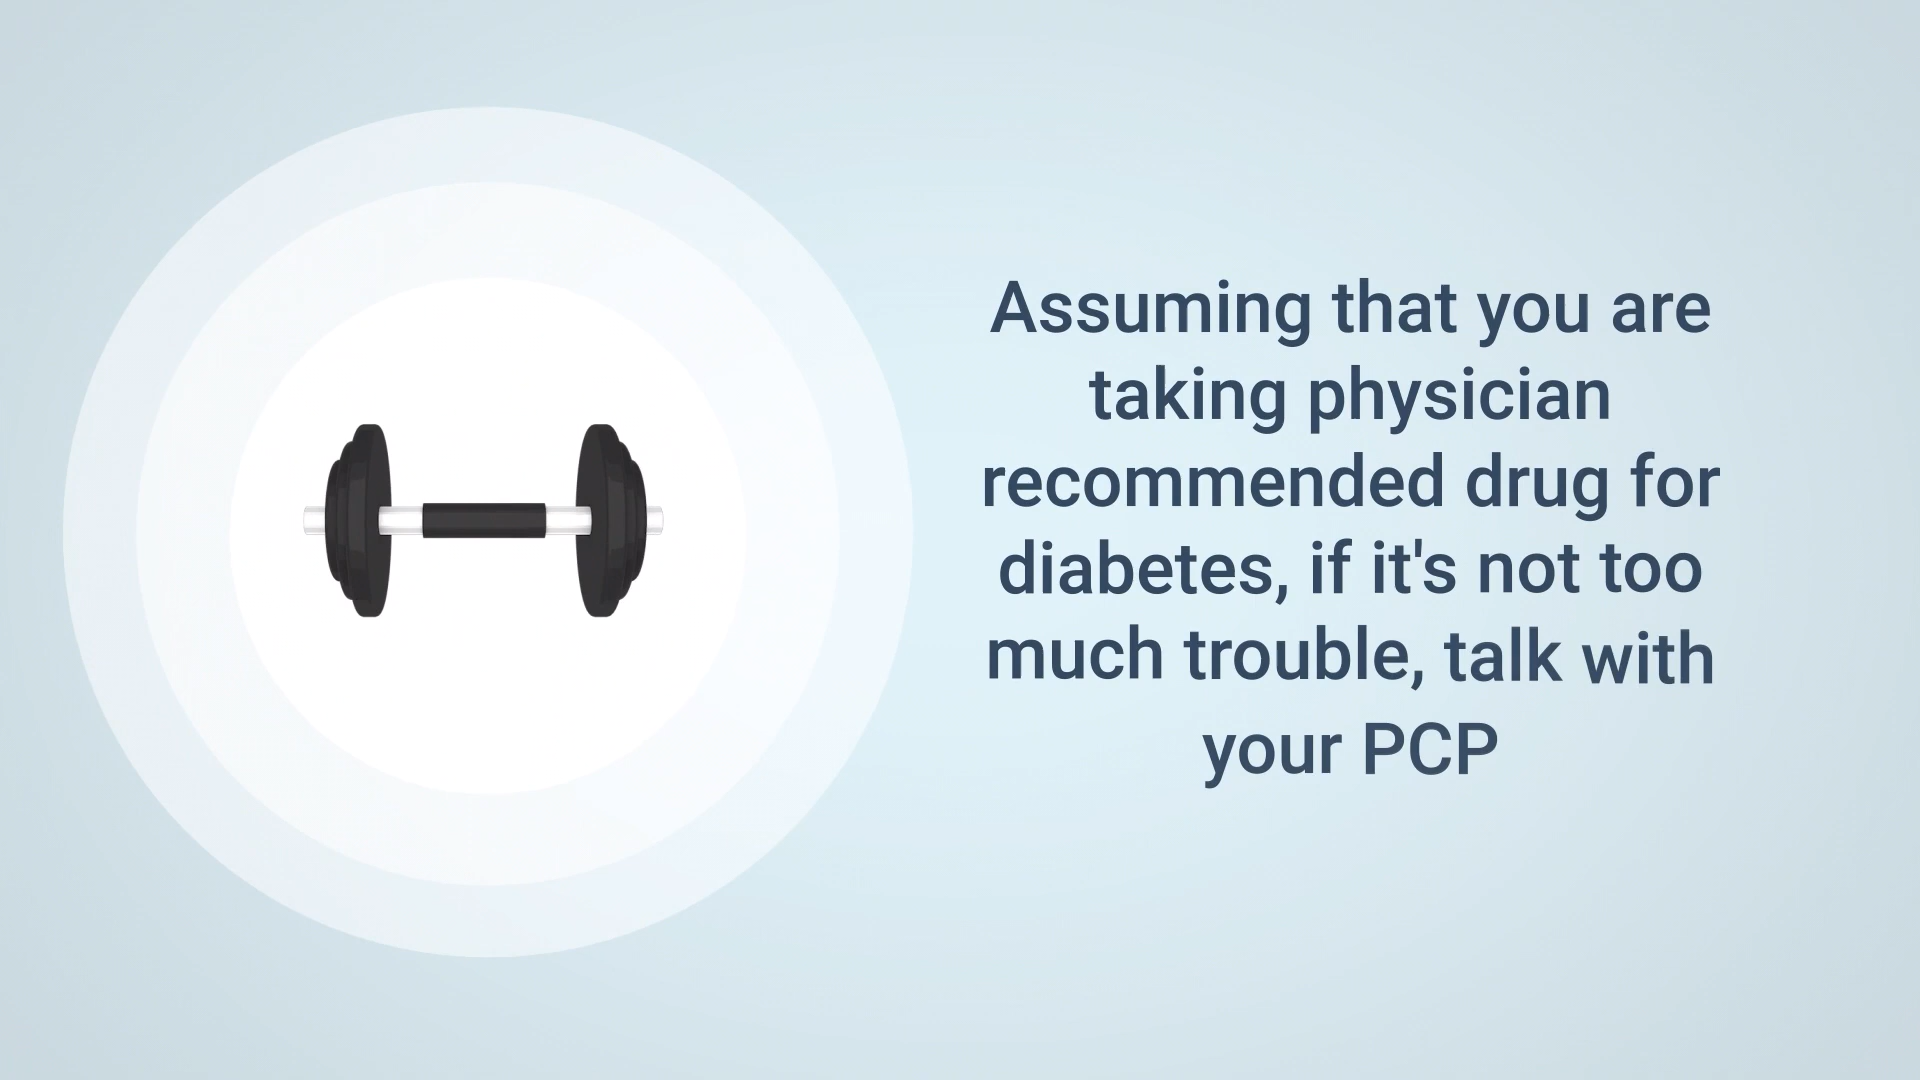 Assuming that you are
taking physician
recommended drug for
diabetes, if it's not too
much trouble, talk with
your PCP